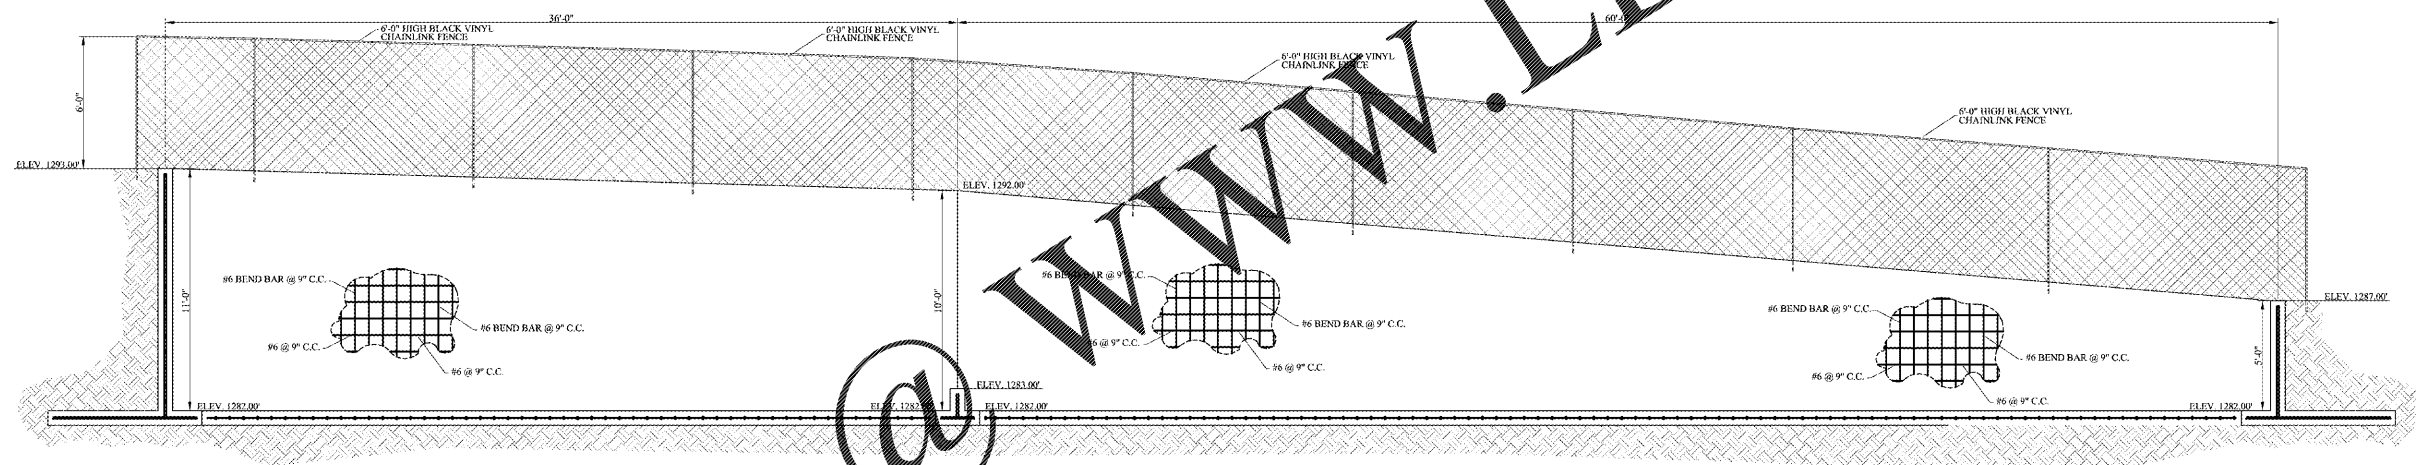 36'-0"
60'-0"
6'-0" HIGH BLACK VINYL
CHAINLINK FENCE
6'-0" HIGH BLACK VINYL
CHAINLINK FENCE
6'-0" HIGH BLACK VINYL
CHAINLINK FENCE
6'-0" HIGH BLACK VINYL
CHAINLINK FENCE
6'-0"
ELEV. 1293.00'
ELEV. 1292.00'
ELEV. 1287.00'
11'-0"
10'-0"
5'-0"
#6 BEND BAR @ 9" C.C.
#6 BEND BAR @ 9" C.C.
#6 @ 9" C.C.
#6 @ 9" C.C.
#6 BEND BAR @ 9" C.C.
#6 BEND BAR @ 9" C.C.
#6 @ 9" C.C.
#6 @ 9" C.C.
#6 BEND BAR @ 9" C.C.
#6 BEND BAR @ 9" C.C.
#6 @ 9" C.C.
#6 @ 9" C.C.
ELEV. 1283.00'
ELEV. 1282.00'
ELEV. 1282
ELEV. 1282.00'
ELEV. 1282.00'
@ www.